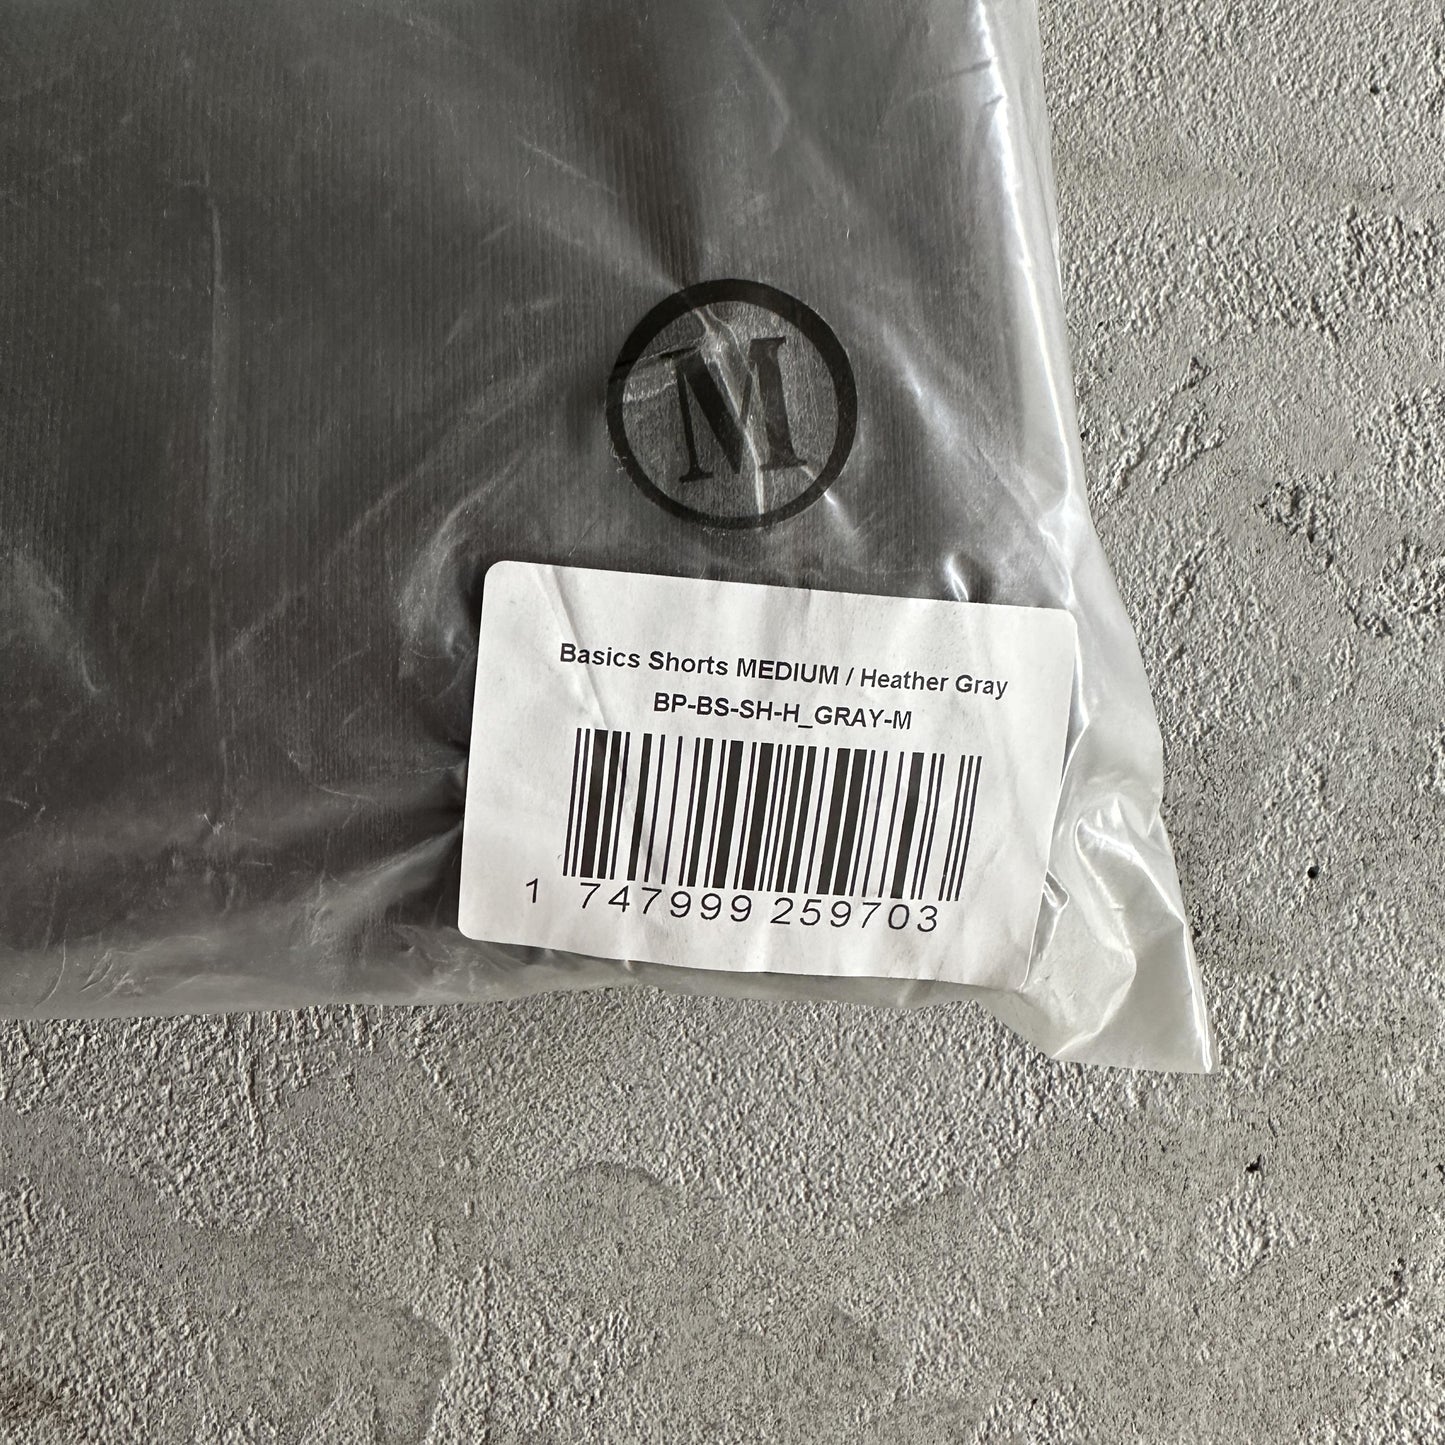 M
Basics Shorts MEDIUM / Heather Gray
BP-BS-SH-H_GRAY-M
1 747999 259703